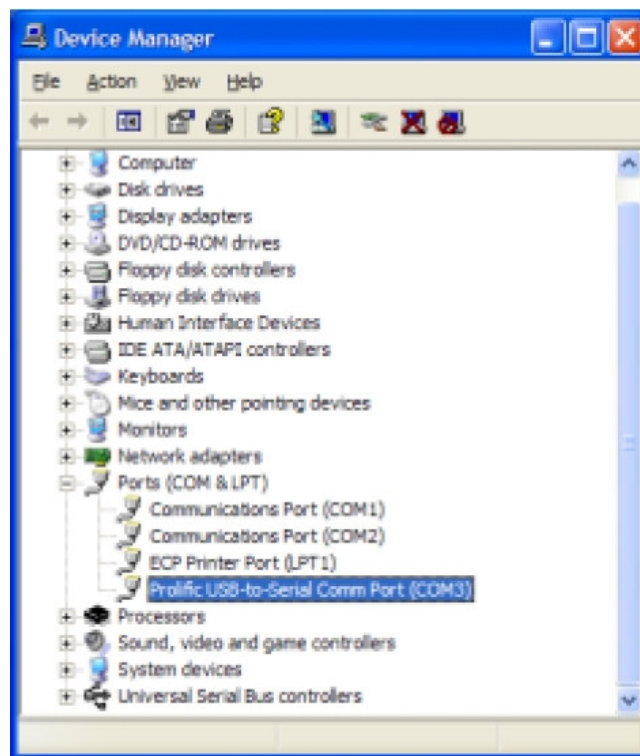 Device Manager
File Action View Help
Computer
Disk drives
Display adapters
DVD/CD-ROM drives
Floppy disk controllers
Floppy disk drives
Human Interface Devices
IDE ATA/ATAPI controllers
Keyboards
Mice and other pointing devices
Monitors
Network adapters
Ports (COM & LPT)
Communications Port (COM1)
Communications Port (COM2)
ECP Printer Port (LPT1)
Prolific USB-to-Serial Comm Port (COM3)
Processors
Sound, video and game controllers
System devices
Universal Serial Bus controllers